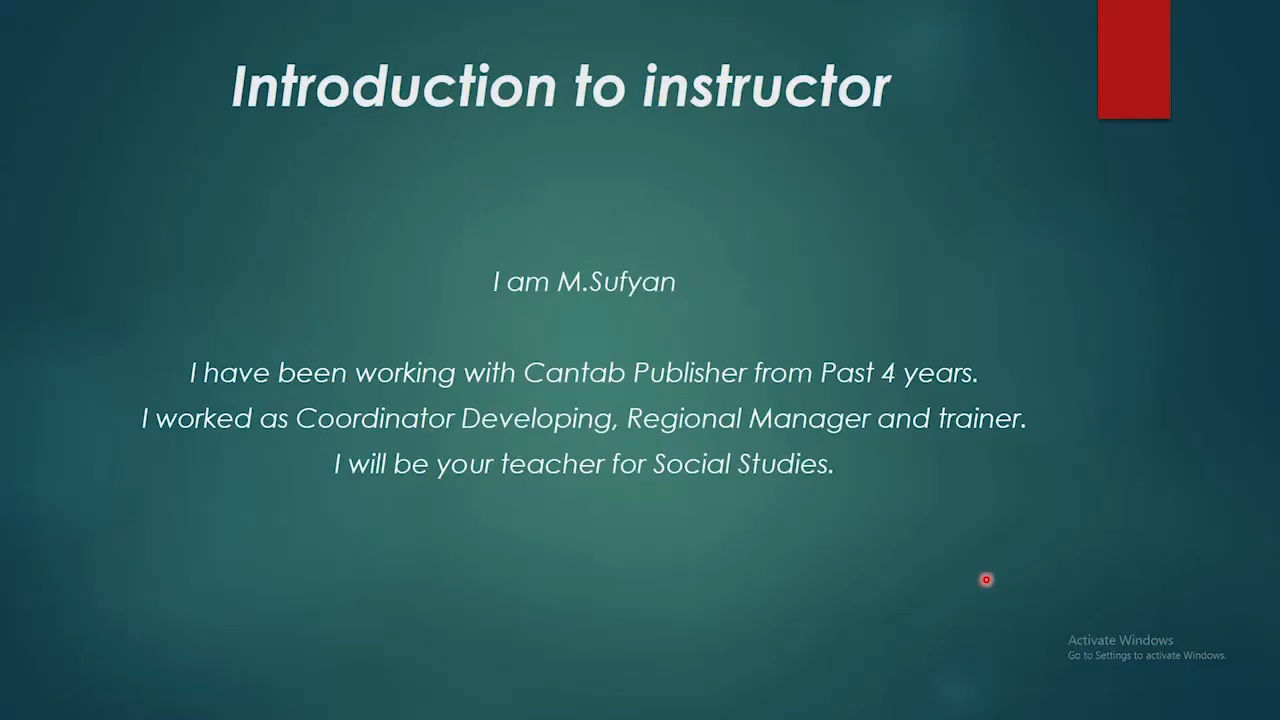 Introduction to instructor
I am M.Sufyan
I have been working with Cantab Publisher from Past 4 years.
I worked as Coordinator Developing, Regional Manager and trainer.
I will be your teacher for Social Studies.
Activate Windows
Go to Settings to activate Windows.